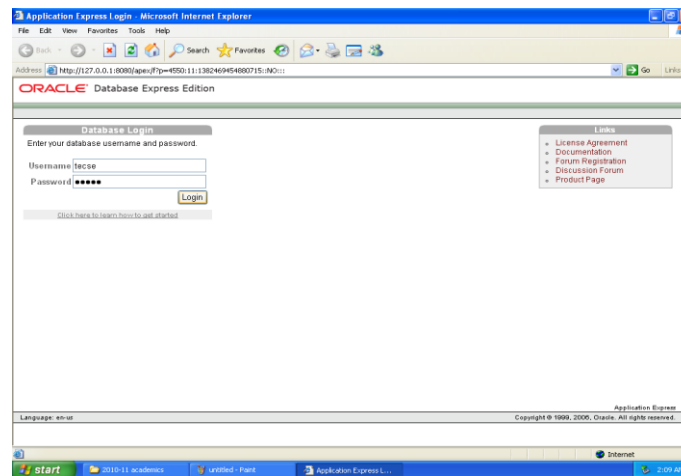 Application Express Login - Microsoft Internet Explorer
File Edit View Favorites Tools Help
Back Search Favorites
Address http://127.0.0.1:8080/apex/f?p=4550:11:1382469454880715::NO::: Go Links
ORACLE Database Express Edition
Database Login
Enter your database username and password.
Username tecse
Password •••••
Login
Click here to learn how to get started
Links
License Agreement
Documentation
Forum Registration
Discussion Forum
Product Page
Application Express
Language: en-us Copyright © 1999, 2006, Oracle. All rights reserved.
Internet
start 2010-11 academics untitled - Paint Application Express L... 2:09 AM